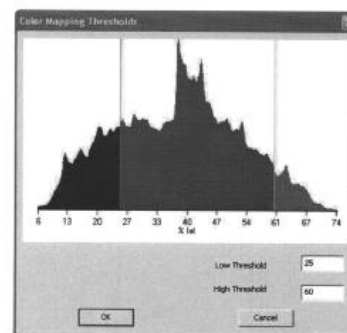 Color Mapping Thresholds
6 13 20 27 33 40 47 54 61 67 74
% (w)
Low Threshold 25
High Threshold 60
OK Cancel